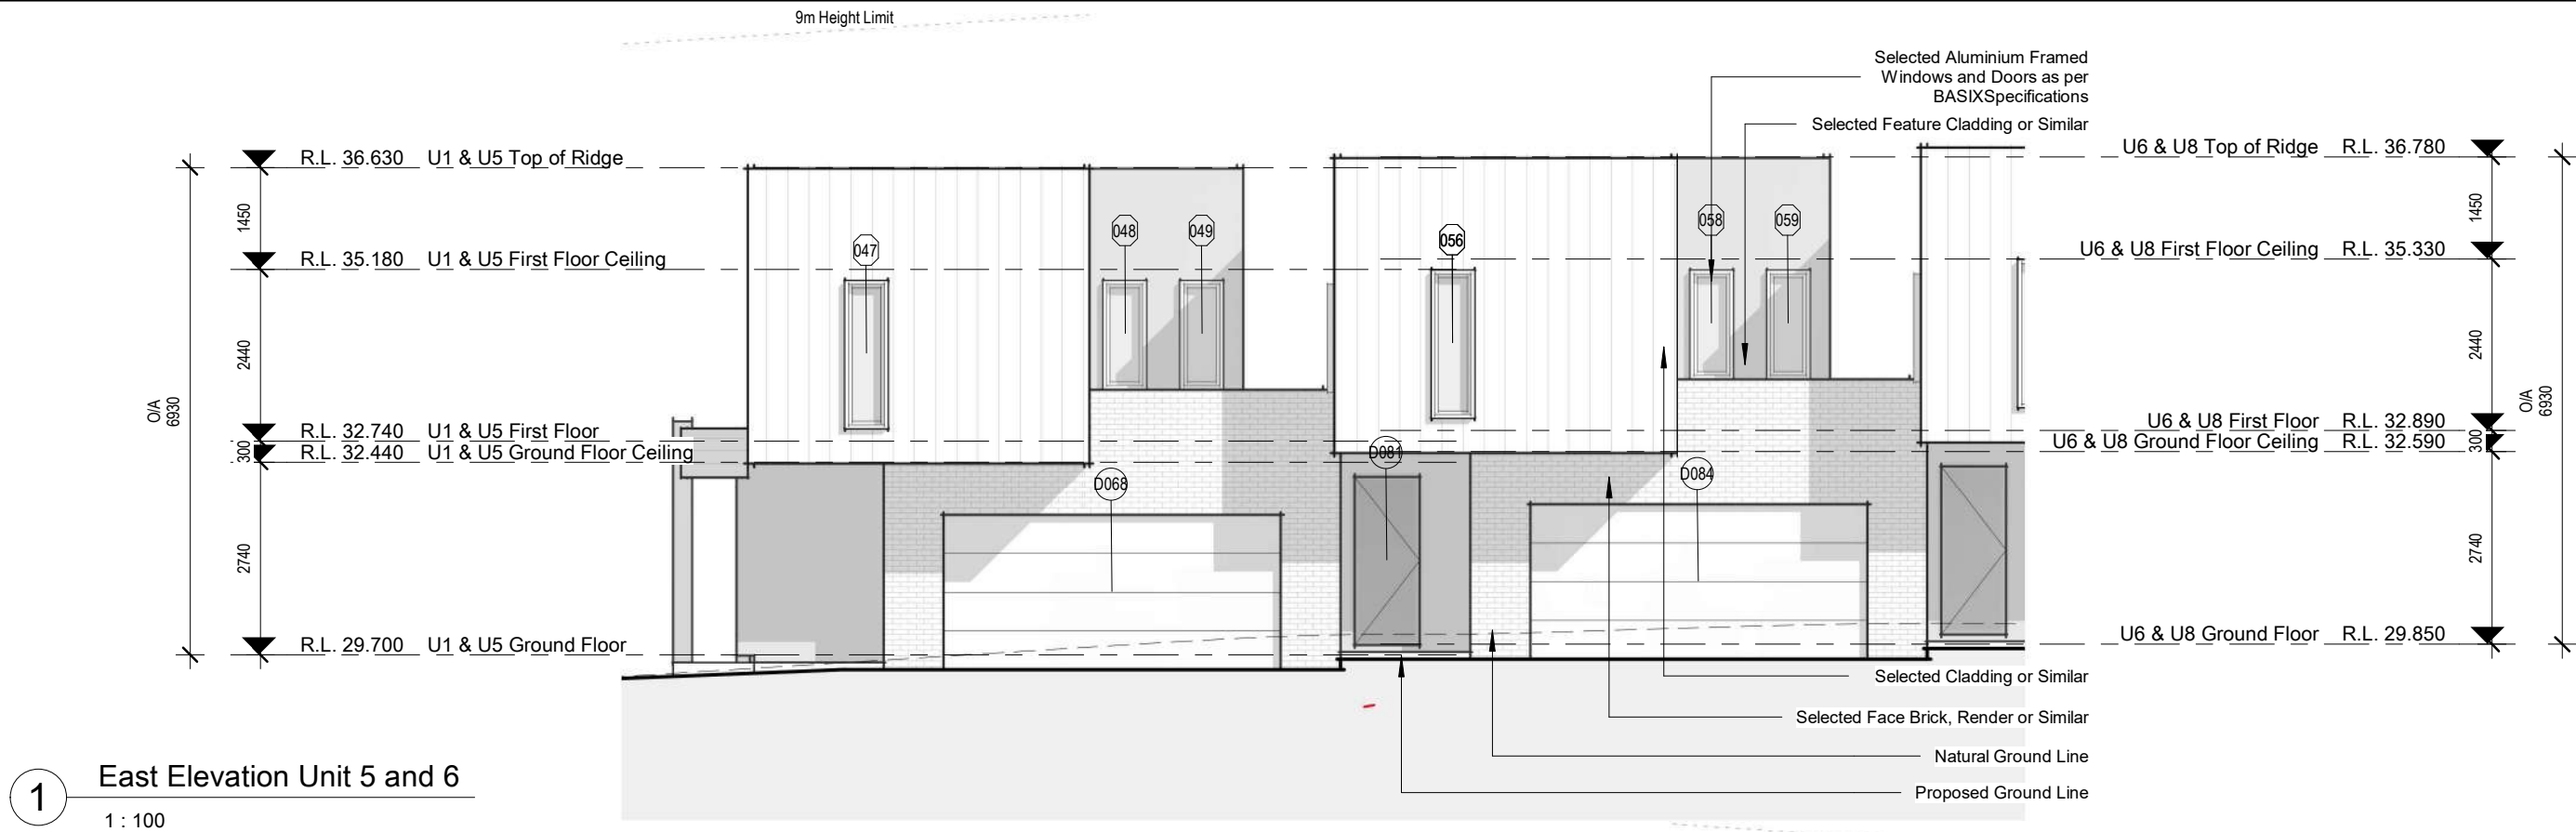 9m Height Limit
Selected Aluminium Framed
Windows and Doors as per
BASIXSpecifications
Selected Feature Cladding or Similar
R.L. 36.630 U1 & U5 Top of Ridge
U6 & U8 Top of Ridge R.L. 36.780
1450
1450
047
048
049
056
058
059
R.L. 35.180 U1 & U5 First Floor Ceiling
U6 & U8 First Floor Ceiling R.L. 35.330
2440
2440
O/A
6930
O/A
6930
R.L. 32.740 U1 & U5 First Floor
U6 & U8 First Floor R.L. 32.890
300
300
R.L. 32.440 U1 & U5 Ground Floor Ceiling
U6 & U8 Ground Floor Ceiling R.L. 32.590
D068
D081
D084
2740
2740
R.L. 29.700 U1 & U5 Ground Floor
U6 & U8 Ground Floor R.L. 29.850
Selected Cladding or Similar
Selected Face Brick, Render or Similar
Natural Ground Line
Proposed Ground Line
1
East Elevation Unit 5 and 6
1 : 100